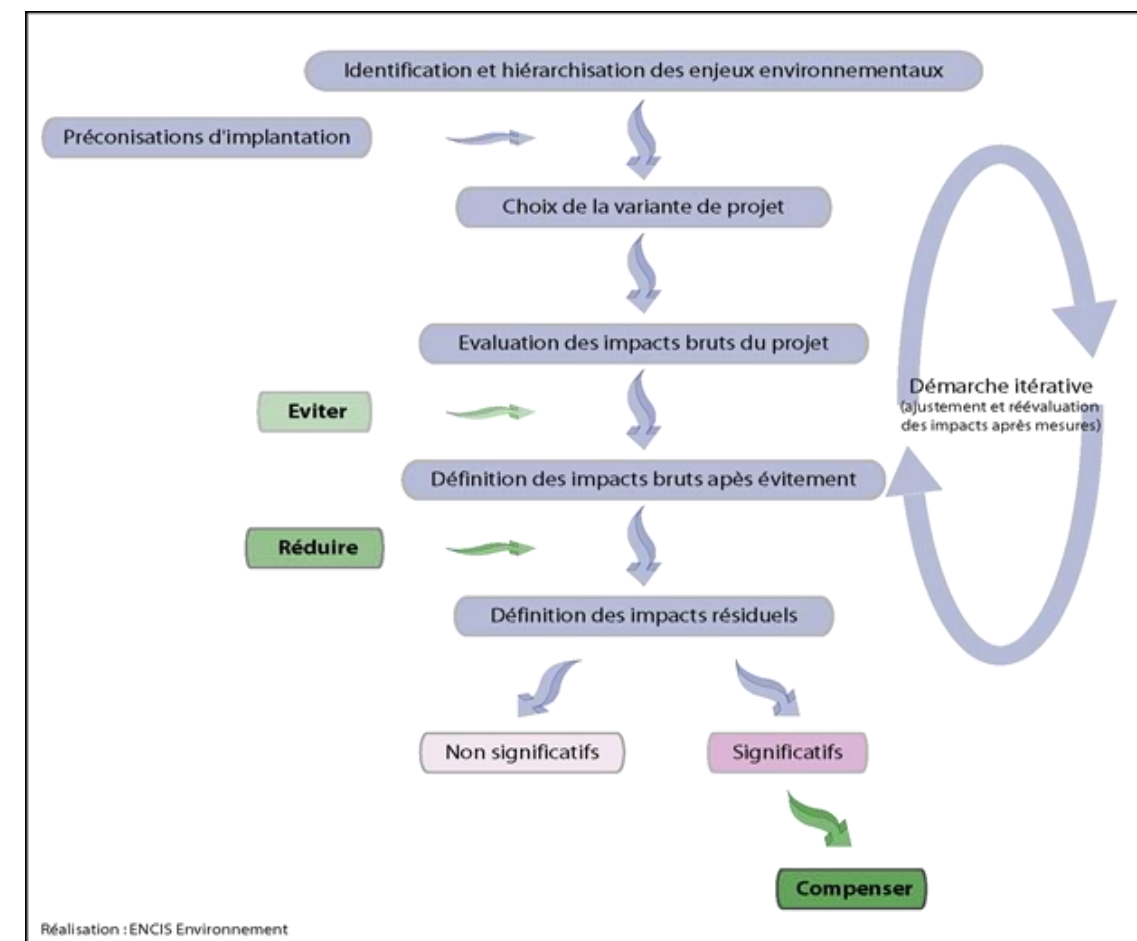 Identification et hiérarchisation des enjeux environnementaux
Préconisations d'implantation
Choix de la variante de projet
Evaluation des impacts bruts du projet
Démarche itérative
(ajustement et réévaluation
des impacts après mesures)
Eviter
Définition des impacts bruts apès évitement
Réduire
Définition des impacts résiduels
Non significatifs
Significatifs
Compenser
Réalisation : ENCIS Environnement